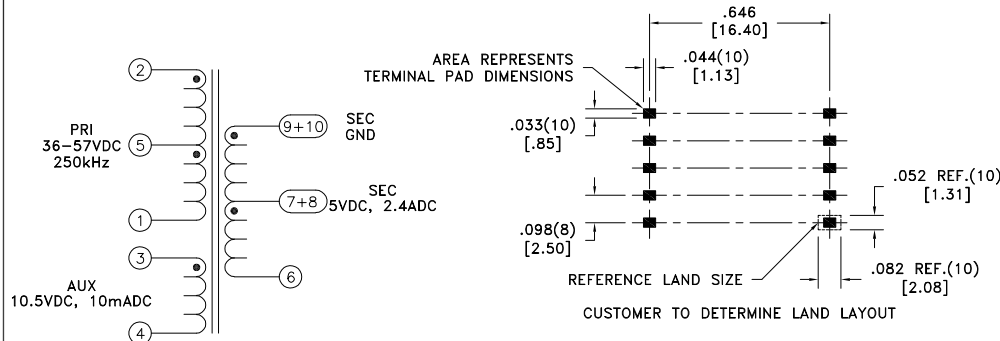 2
PRI
36-57VDC
250kHz
5
1
3
AUX
10.5VDC, 10mADC
4
9+10
SEC
GND
7+8
SEC
5VDC, 2.4ADC
6
.646
[16.40]
AREA REPRESENTS
TERMINAL PAD DIMENSIONS
.044(10)
[1.13]
.033(10)
[.85]
.052 REF.(10)
[1.31]
.098(8)
[2.50]
REFERENCE LAND SIZE
.082 REF.(10)
[2.08]
CUSTOMER TO DETERMINE LAND LAYOUT